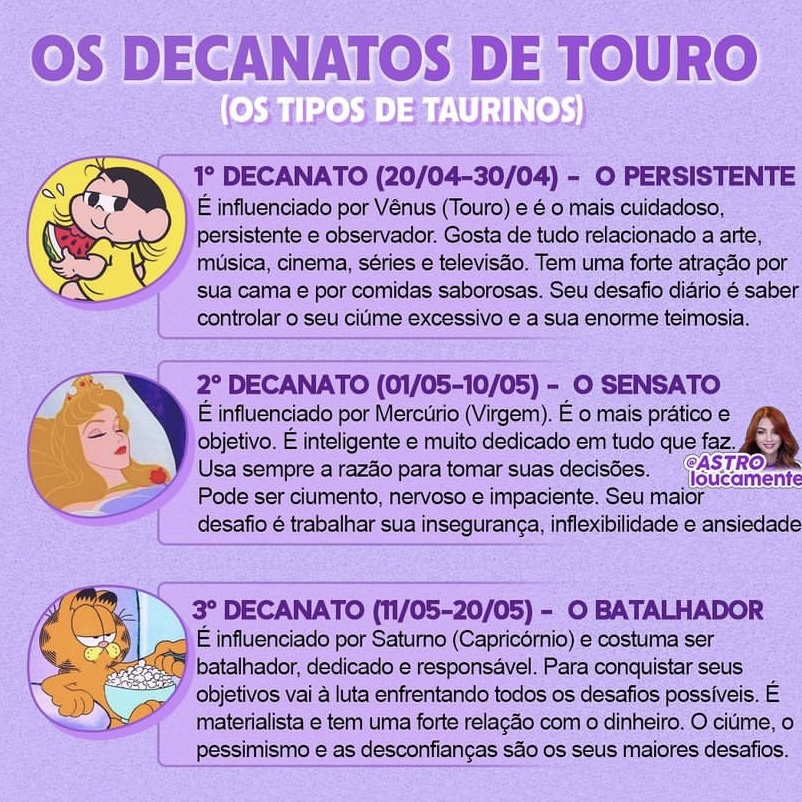 OS DECANATOS DE TOURO
(OS TIPOS DE TAURINOS)
1º DECANATO (20/04-30/04) - O PERSISTENTE
É influenciado por Vênus (Touro) e é o mais cuidadoso,
persistente e observador. Gosta de tudo relacionado a arte,
música, cinema, séries e televisão. Tem uma forte atração por
sua cama e por comidas saborosas. Seu desafio diário é saber
controlar o seu ciúme excessivo e a sua enorme teimosia.
2º DECANATO (01/05-10/05) - O SENSATO
É influenciado por Mercúrio (Virgem). É o mais prático e
objetivo. É inteligente e muito dedicado em tudo que faz.
Usa sempre a razão para tomar suas decisões.
Pode ser ciumento, nervoso e impaciente. Seu maior
desafio é trabalhar sua insegurança, inflexibilidade e ansiedade
@ASTRO
loucamente
3º DECANATO (11/05-20/05) - O BATALHADOR
É influenciado por Saturno (Capricórnio) e costuma ser
batalhador, dedicado e responsável. Para conquistar seus
objetivos vai à luta enfrentando todos os desafios possíveis. É
materialista e tem uma forte relação com o dinheiro. O ciúme, o
pessimismo e as desconfianças são os seus maiores desafios.